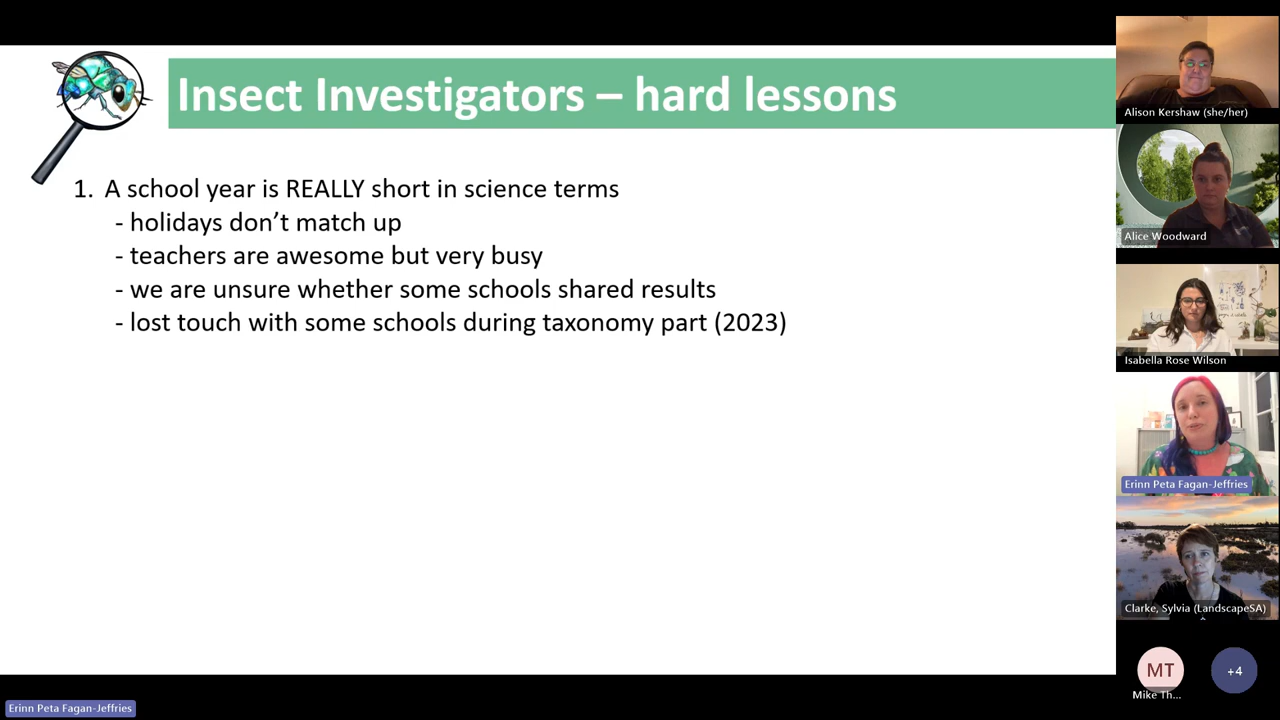 Insect Investigators – hard lessons
1. A school year is REALLY short in science terms
- holidays don’t match up
- teachers are awesome but very busy
- we are unsure whether some schools shared results
- lost touch with some schools during taxonomy part (2023)
Alison Kershaw (she/her)
Alice Woodward
Isabella Rose Wilson
Erinn Peta Fagan-Jeffries
Clarke, Sylvia (LandscapeSA)
MT
Mike Th...
+4
Erinn Peta Fagan-Jeffries